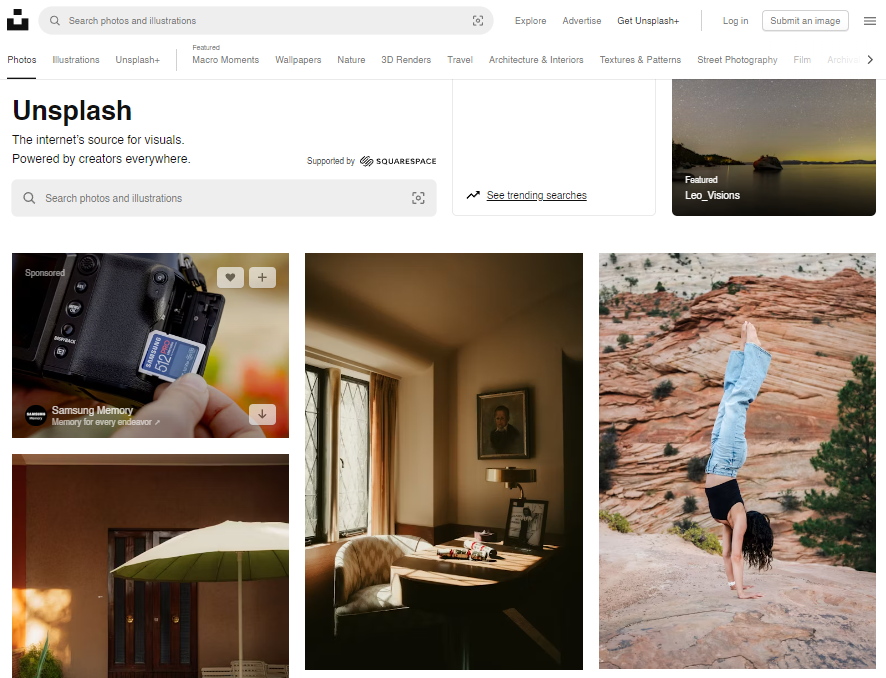 Search photos and illustrations
Explore
Advertise
Get Unsplash+
Log in
Submit an image
Photos
Illustrations
Unsplash+
Featured
Macro Moments
Wallpapers
Nature
3D Renders
Travel
Architecture & Interiors
Textures & Patterns
Street Photography
Film
Unsplash
The internet's source for visuals.
Powered by creators everywhere.
Supported by SQUARESPACE
Search photos and illustrations
See trending searches
Featured
Leo_Visions
Sponsored
SAMSUNG
512
Samsung Memory
Memory for every endeavor